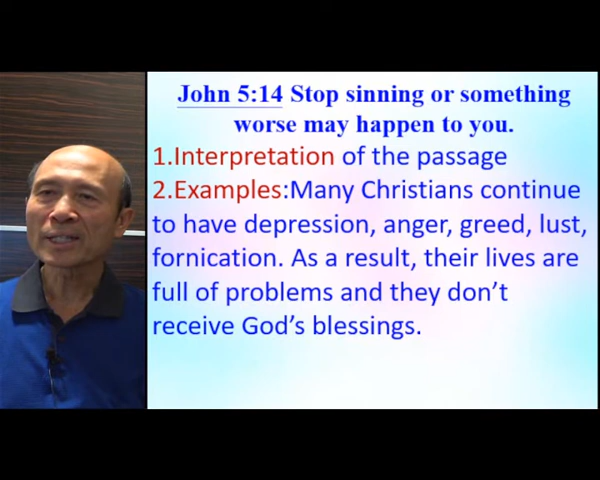 John 5:14 Stop sinning or something
worse may happen to you.
1.Interpretation of the passage
2.Examples:Many Christians continue
to have depression, anger, greed, lust,
fornication. As a result, their lives are
full of problems and they don’t
receive God’s blessings.